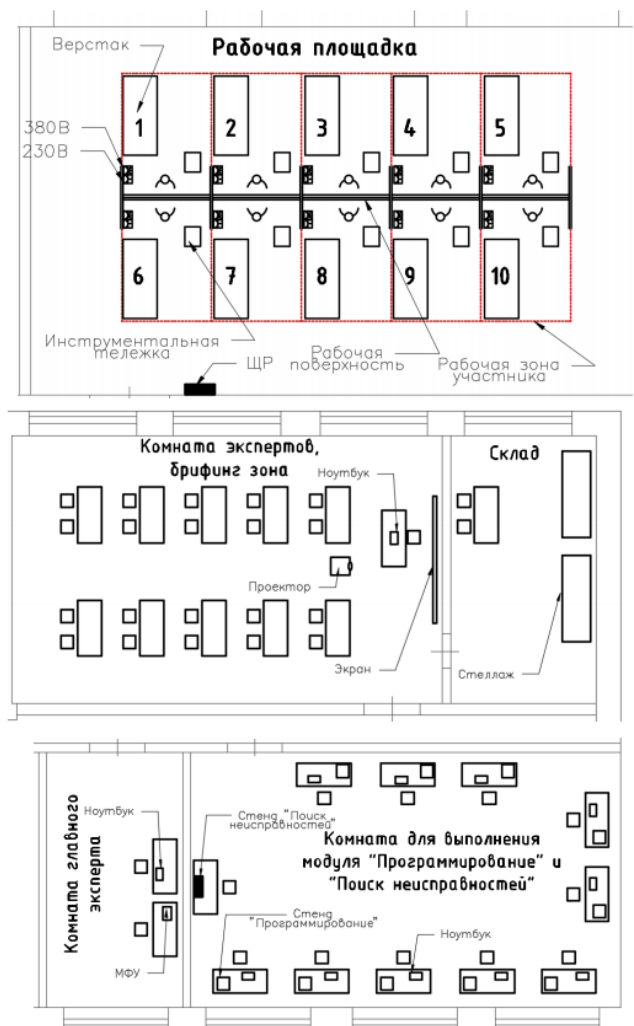 Верстак
Рабочая площадка
380В
230В
1
2
3
4
5
6
7
8
9
10
Инструментальная
тележка
ЩР
Рабочая
поверхность
Рабочая зона
участника
Комната экспертов,
брифинг зона
Ноутбук
Склад
Проектор
Экран
Стеллаж
Комната главного
эксперта
Ноутбук
МФУ
Стенд "Поиск
неисправностей"
Комната для выполнения
модуля "Программирование" и
"Поиск неисправностей"
Стенд
"Программирование"
Ноутбук